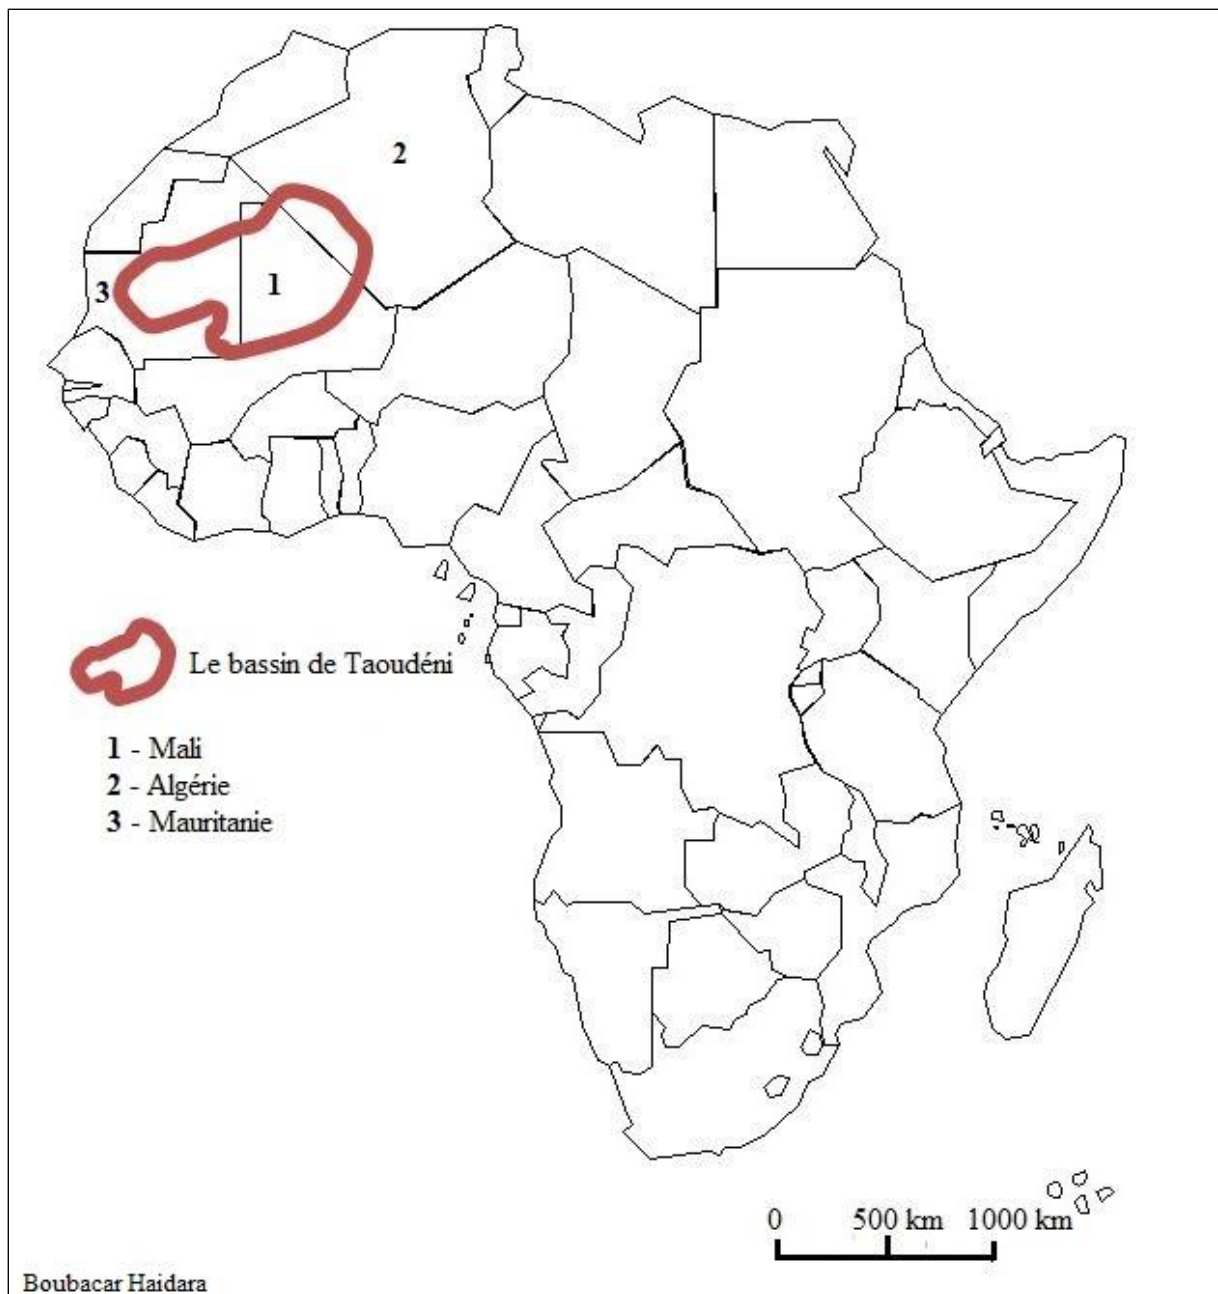 2
1
3
Le bassin de Taoudéni
1 - Mali
2 - Algérie
3 - Mauritanie
0 500 km 1000 km
Boubacar Haidara